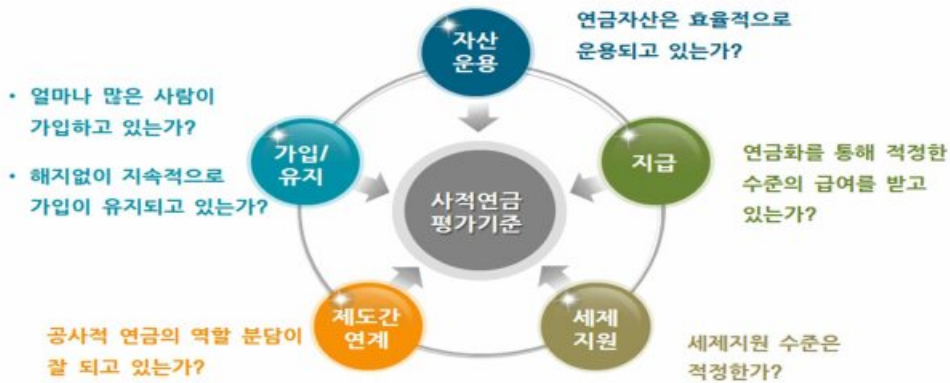 연금자산은 효율적으로
운용되고 있는가?
자산
운용
• 얼마나 많은 사람이
가입하고 있는가?
• 해지없이 지속적으로
가입이 유지되고 있는가?
가입/
유지
지급
연금화를 통해 적정한
수준의 급여를 받고
있는가?
사적연금
평가기준
제도간
연계
공사적 연금의 역할 분담이
잘 되고 있는가?
세제
지원
세제지원 수준은
적정한가?